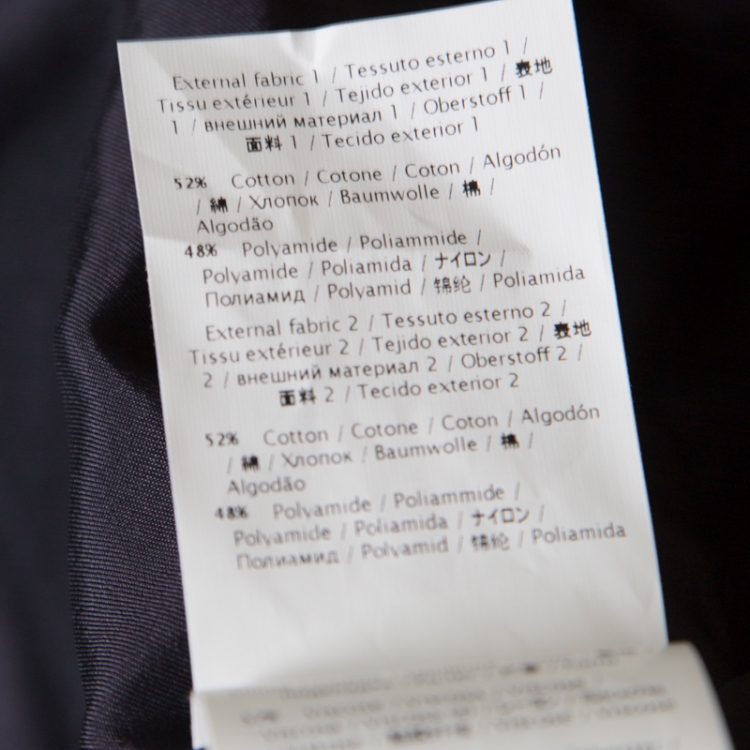 External fabric 1 / Tessuto esterno 1 /
Tissu extérieur 1 / Tejido exterior 1 / 表地
1 / внешний материал 1 / Oberstoff 1 /
面料 1 / Tecido exterior 1
52% Cotton / Cotone / Coton / Algodón
/ 綿 / Хлопок / Baumwolle / 棉 /
Algodão
48% Polyamide / Poliammide /
Polyamide / Poliamida / ナイロン /
Полиамид / Polyamid / 锦纶 / Poliamida
External fabric 2 / Tessuto esterno 2 /
Tissu extérieur 2 / Tejido exterior 2 / 表地
2 / внешний материал 2 / Oberstoff 2 /
面料 2 / Tecido exterior 2
52% Cotton / Cotone / Coton / Algodón
/ 綿 / Хлопок / Baumwolle / 棉 /
Algodão
48% Polyamide / Poliammide /
Polyamide / Poliamida / ナイロン /
Полиамид / Polyamid / 锦纶 / Poliamida